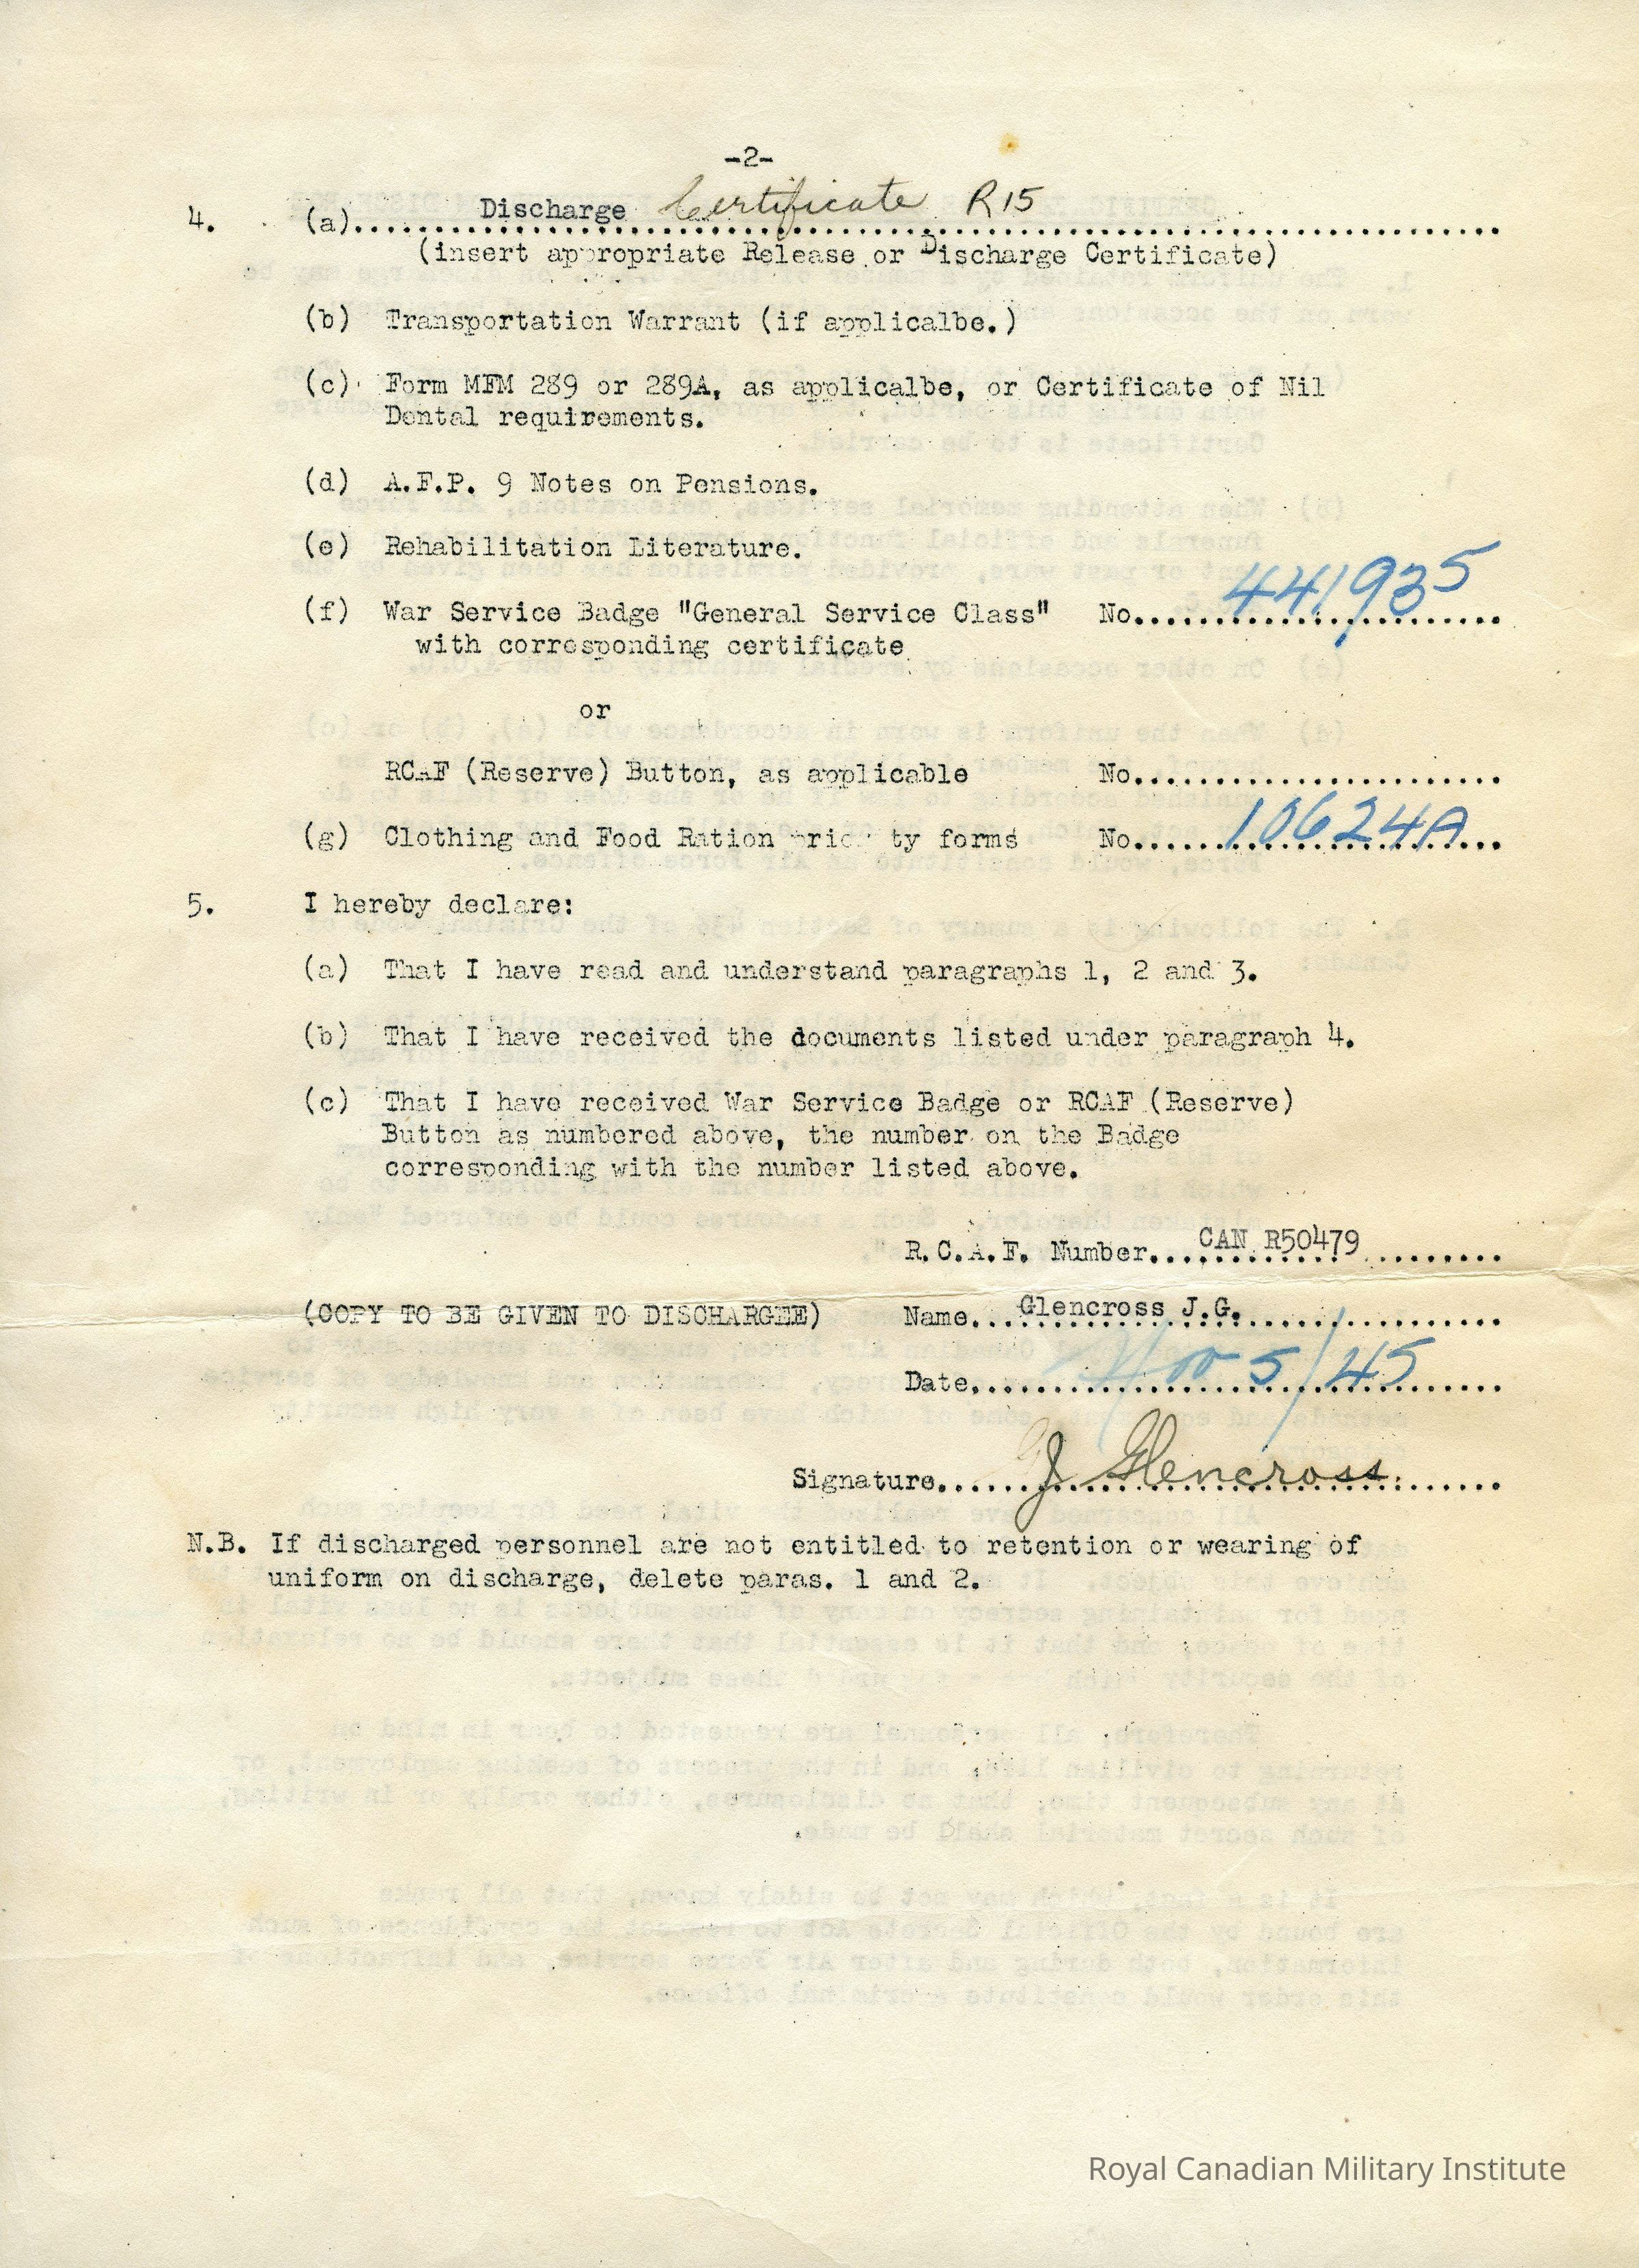 -2-
4. (a) Discharge Certificate R15
(insert appropriate Release or Discharge Certificate)
(b) Transportation Warrant (if applicalbe.)
(c) Form MFM 289 or 289A, as applicalbe, or Certificate of Nil
Dental requirements.
(d) A.F.P. 9 Notes on Pensions.
(e) Rehabilitation Literature.
(f) War Service Badge "General Service Class" No. 441935
with corresponding certificate
or
RCAF (Reserve) Button, as applicable No.
(g) Clothing and Food Ration ty forms No. 10624A
5. I hereby declare:
(a) That I have read and understand paragraphs 1, 2 and 3.
(b) That I have received the documents listed under paragraph 4.
(c) That I have received War Service Badge or RCAF (Reserve)
Button as numbered above, the number on the Badge
corresponding with the number listed above.
R.C.A.F. Number CAN R50479
(COPY TO BE GIVEN TO DISCHARGEE) Name Glencross J.G.
Date Nov 5/45
Signature J Glencross.
N.B. If discharged personnel are not entitled to retention or wearing of
uniform on discharge, delete paras. 1 and 2.
Royal Canadian Military Institute